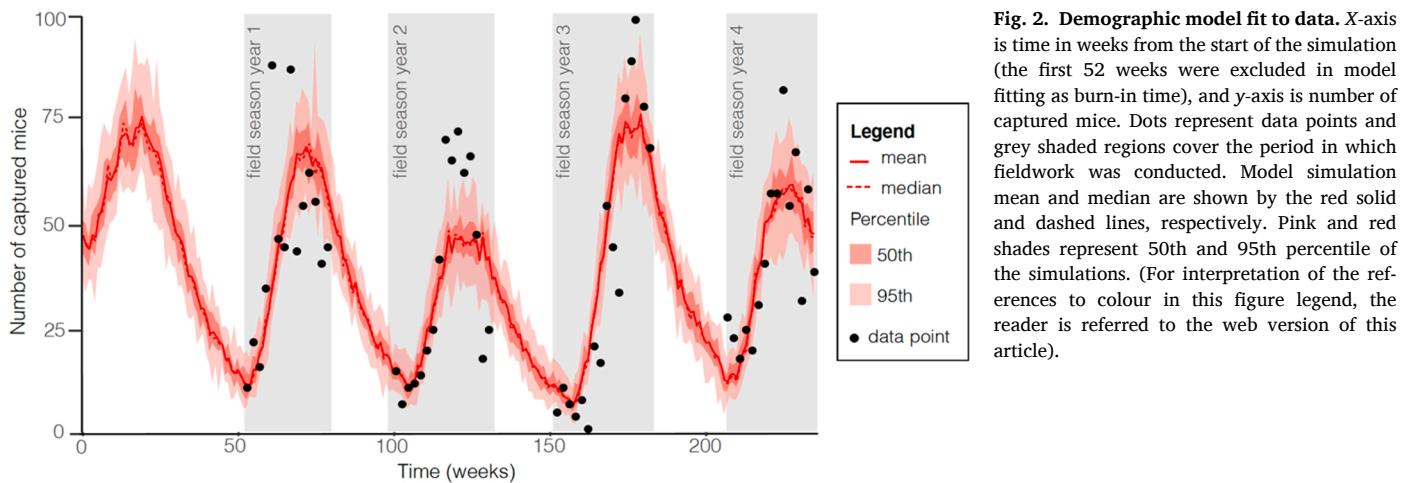 Number of captured mice
100
75
50
25
0
field season year 1
field season year 2
field season year 3
field season year 4
0
50
100
150
200
Time (weeks)
Legend
mean
median
Percentile
50th
95th
data point
Fig. 2. Demographic model fit to data. X-axis
is time in weeks from the start of the simulation
(the first 52 weeks were excluded in model
fitting as burn-in time), and y-axis is number of
captured mice. Dots represent data points and
grey shaded regions cover the period in which
fieldwork was conducted. Model simulation
mean and median are shown by the red solid
and dashed lines, respectively. Pink and red
shades represent 50th and 95th percentile of
the simulations. (For interpretation of the ref-
erences to colour in this figure legend, the
reader is referred to the web version of this
article).